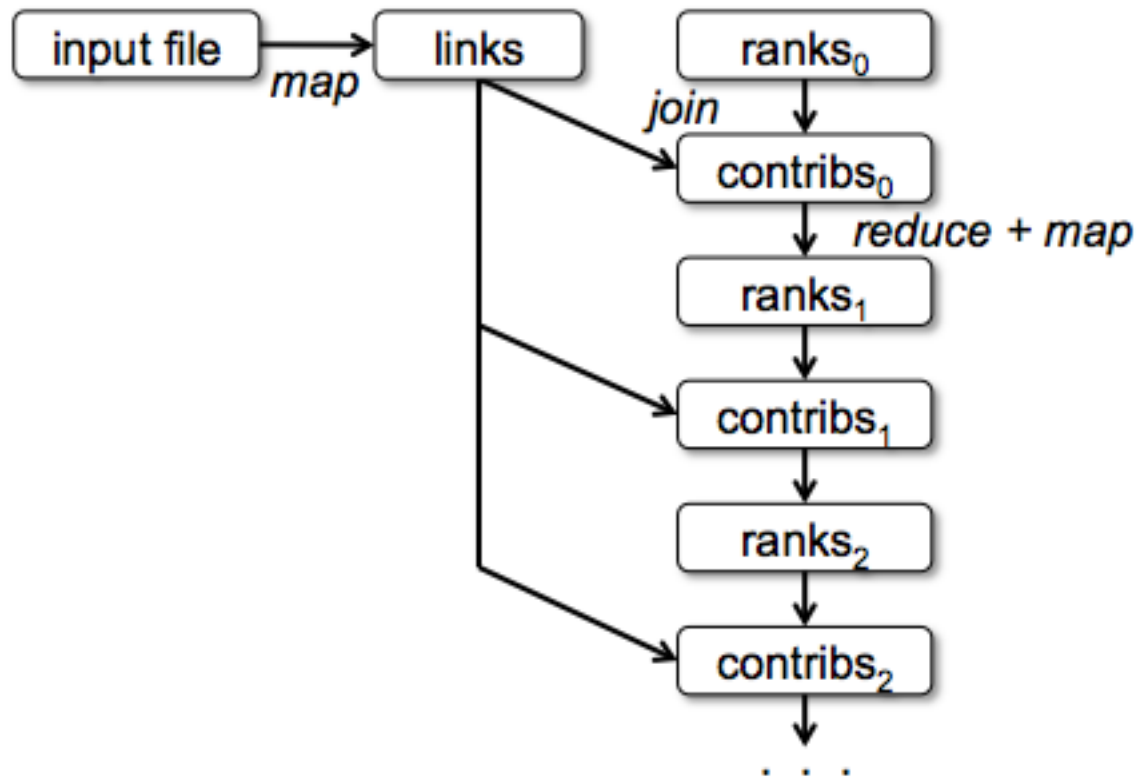 input file
map
links
ranks₀
join
contribs₀
reduce + map
ranks₁
contribs₁
ranks₂
contribs₂
. . .